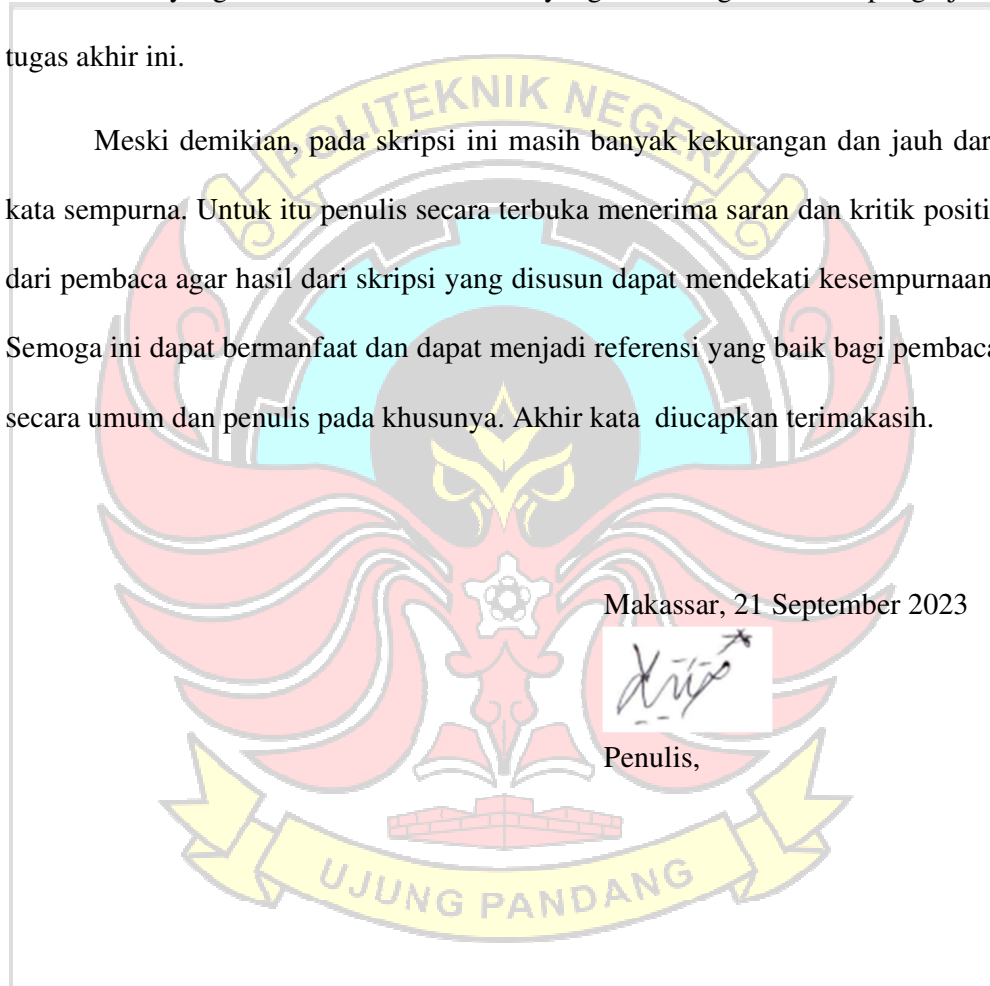 tugas akhir ini.
POLITEKNIK NEGERI
Meski demikian, pada skripsi ini masih banyak kekurangan dan jauh dar
kata sempurna. Untuk itu penulis secara terbuka menerima saran dan kritik positi
dari pembaca agar hasil dari skripsi yang disusun dapat mendekati kesempurnaan
Semoga ini dapat bermanfaat dan dapat menjadi referensi yang baik bagi pembaca
secara umum dan penulis pada khusunya. Akhir kata diucapkan terimakasih.
Makassar, 21 September 2023
Penulis,
UJUNG PANDANG